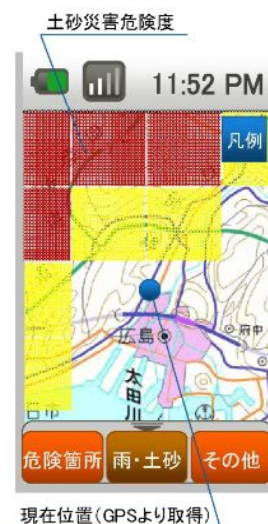 土砂災害危険度
11:52 PM
凡例
府中
広島
太田川
危険箇所
雨・土砂
その他
現在位置(GPSより取得)